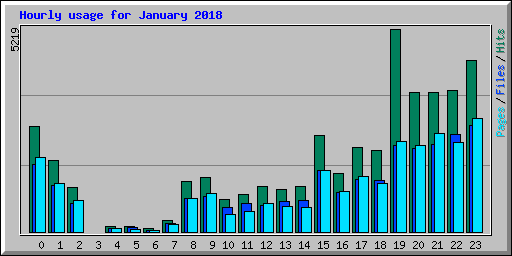 Hourly usage for January 2018
5219
Pages/Files/Hits
0 1 2 3 4 5 6 7 8 9 10 11 12 13 14 15 16 17 18 19 20 21 22 23